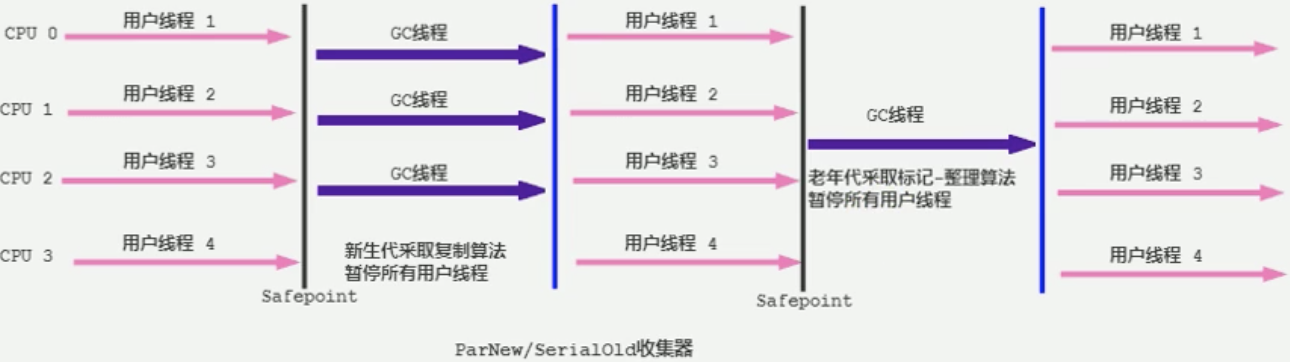 CPU 0
用户线程 1
GC线程
用户线程 1
用户线程 1
CPU 1
用户线程 2
GC线程
用户线程 2
GC线程
用户线程 2
CPU 2
用户线程 3
GC线程
用户线程 3
老年代采取标记-整理算法
暂停所有用户线程
用户线程 3
CPU 3
用户线程 4
新生代采取复制算法
暂停所有用户线程
用户线程 4
用户线程 4
Safepoint
Safepoint
ParNew/SerialOld收集器